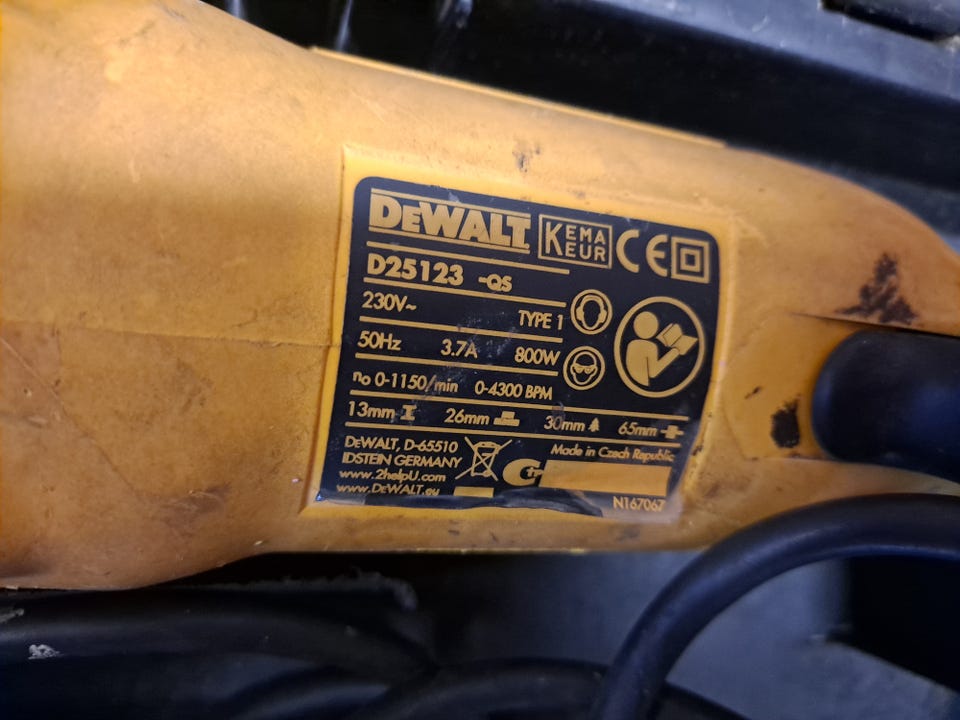 DEWALT KEMA KEUR CE
D25123 -QS
230V~ TYPE 1
50Hz 3.7A 800W
no 0-1150/min 0-4300 BPM
13mm 26mm 30mm 65mm
DEWALT, D-65510
IDSTEIN GERMANY
www.2helpU.com
www.DEWALT.eu
Made in Czech Republic
N167067